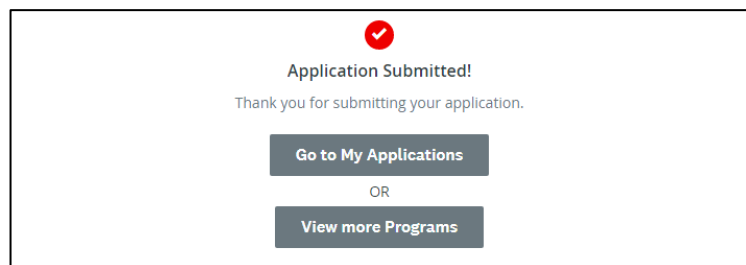 Application Submitted!
Thank you for submitting your application.
Go to My Applications
OR
View more Programs